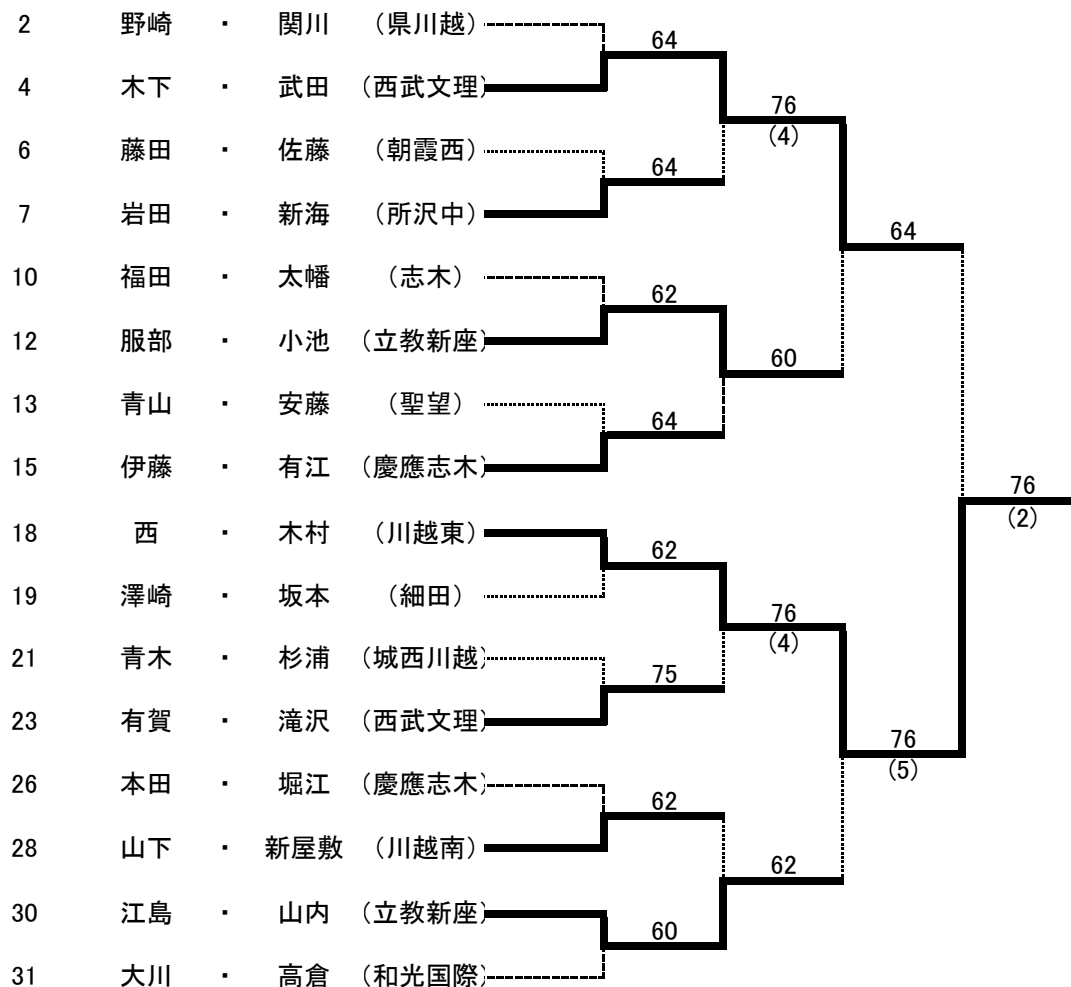 2 野崎 ・ 関川 (県川越)
64
4 木下 ・ 武田 (西武文理)
76
(4)
6 藤田 ・ 佐藤 (朝霞西)
64
7 岩田 ・ 新海 (所沢中)
64
10 福田 ・ 太幡 (志木)
62
12 服部 ・ 小池 (立教新座)
60
13 青山 ・ 安藤 (聖望)
64
15 伊藤 ・ 有江 (慶應志木)
76
(2)
18 西 ・ 木村 (川越東)
62
19 澤崎 ・ 坂本 (細田)
76
(4)
21 青木 ・ 杉浦 (城西川越)
75
23 有賀 ・ 滝沢 (西武文理)
76
(5)
26 本田 ・ 堀江 (慶應志木)
62
28 山下 ・ 新屋敷 (川越南)
62
30 江島 ・ 山内 (立教新座)
60
31 大川 ・ 高倉 (和光国際)